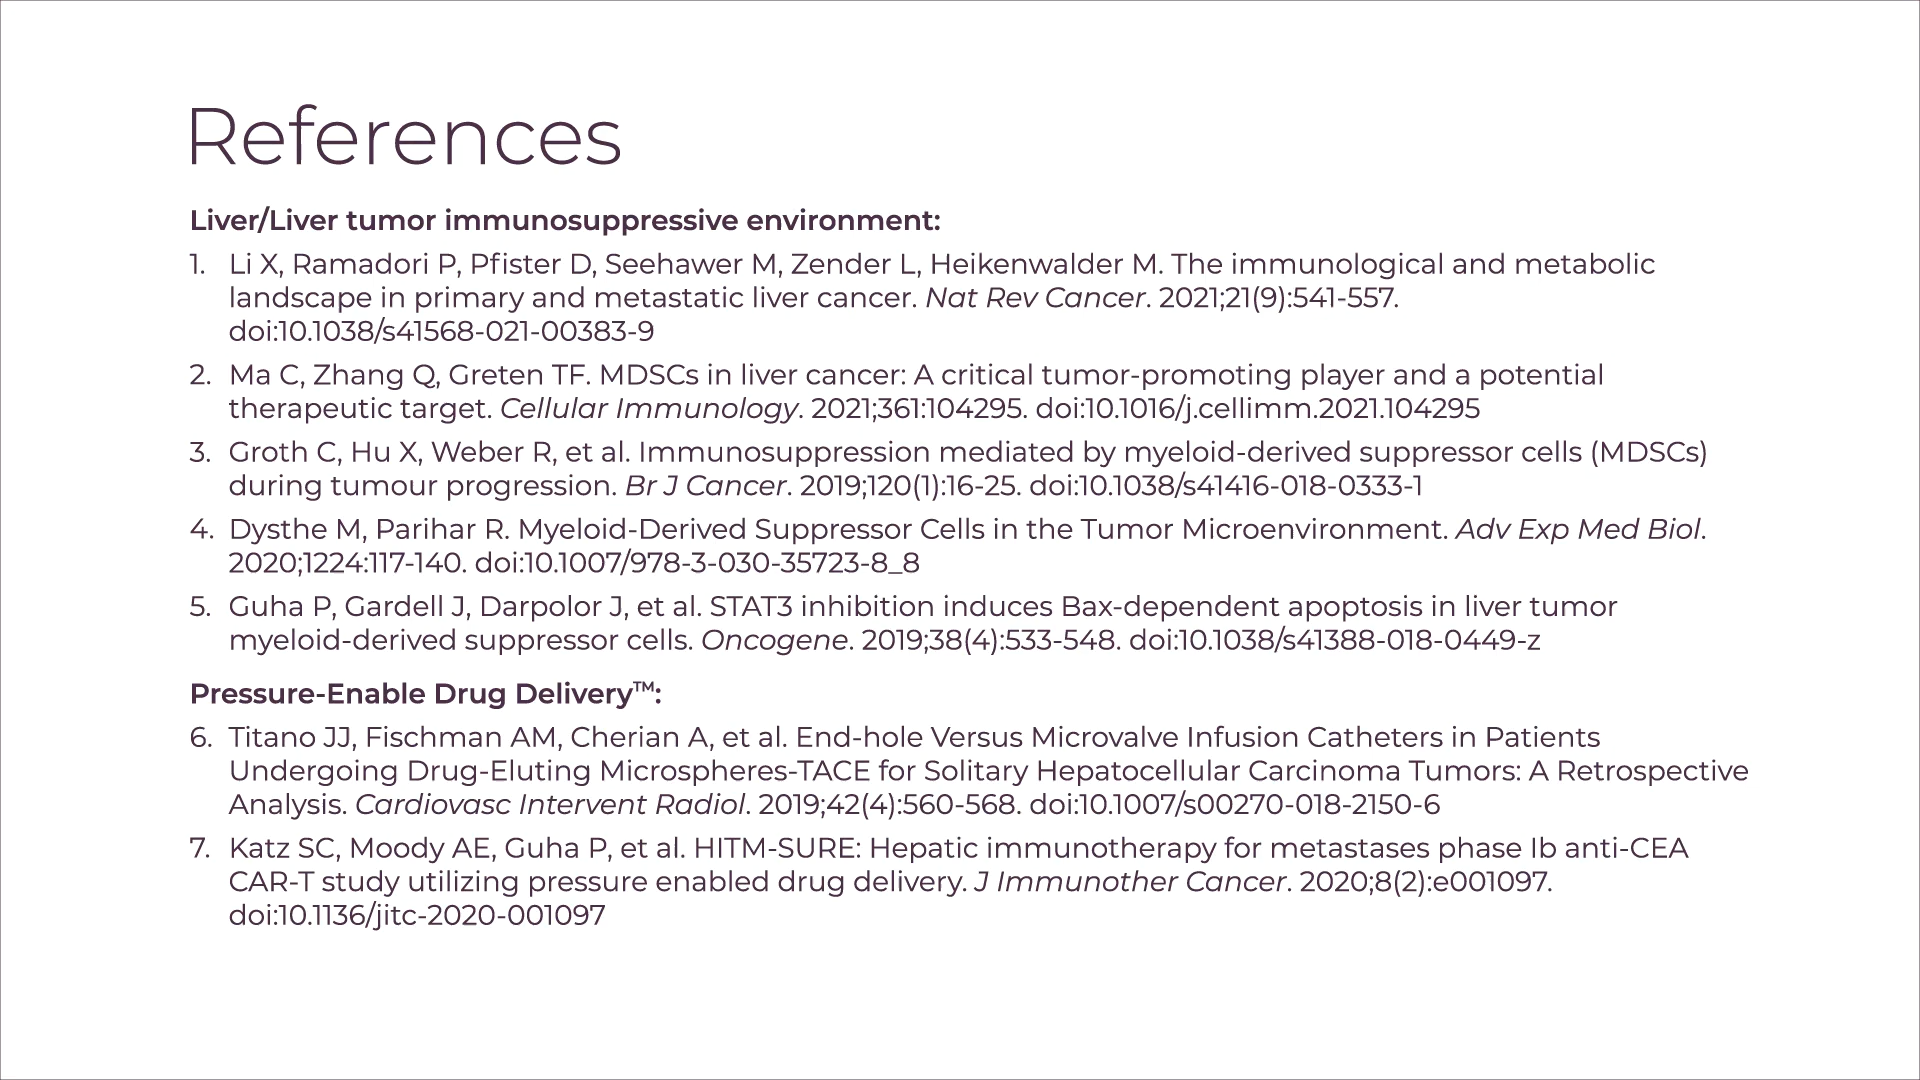 References
Liver/Liver tumor immunosuppressive environment:
1. Li X, Ramadori P, Pfister D, Seehawer M, Zender L, Heikenwalder M. The immunological and metabolic
landscape in primary and metastatic liver cancer. Nat Rev Cancer. 2021;21(9):541-557.
doi:10.1038/s41568-021-00383-9
2. Ma C, Zhang Q, Greten TF. MDSCs in liver cancer: A critical tumor-promoting player and a potential
therapeutic target. Cellular Immunology. 2021;361:104295. doi:10.1016/j.cellimm.2021.104295
3. Groth C, Hu X, Weber R, et al. Immunosuppression mediated by myeloid-derived suppressor cells (MDSCs)
during tumour progression. Br J Cancer. 2019;120(1):16-25. doi:10.1038/s41416-018-0333-1
4. Dysthe M, Parihar R. Myeloid-Derived Suppressor Cells in the Tumor Microenvironment. Adv Exp Med Biol.
2020;1224:117-140. doi:10.1007/978-3-030-35723-8_8
5. Guha P, Gardell J, Darpolor J, et al. STAT3 inhibition induces Bax-dependent apoptosis in liver tumor
myeloid-derived suppressor cells. Oncogene. 2019;38(4):533-548. doi:10.1038/s41388-018-0449-z
Pressure-Enable Drug Delivery™:
6. Titano JJ, Fischman AM, Cherian A, et al. End-hole Versus Microvalve Infusion Catheters in Patients
Undergoing Drug-Eluting Microspheres-TACE for Solitary Hepatocellular Carcinoma Tumors: A Retrospective
Analysis. Cardiovasc Intervent Radiol. 2019;42(4):560-568. doi:10.1007/s00270-018-2150-6
7. Katz SC, Moody AE, Guha P, et al. HITM-SURE: Hepatic immunotherapy for metastases phase Ib anti-CEA
CAR-T study utilizing pressure enabled drug delivery. J Immunother Cancer. 2020;8(2):e001097.
doi:10.1136/jitc-2020-001097